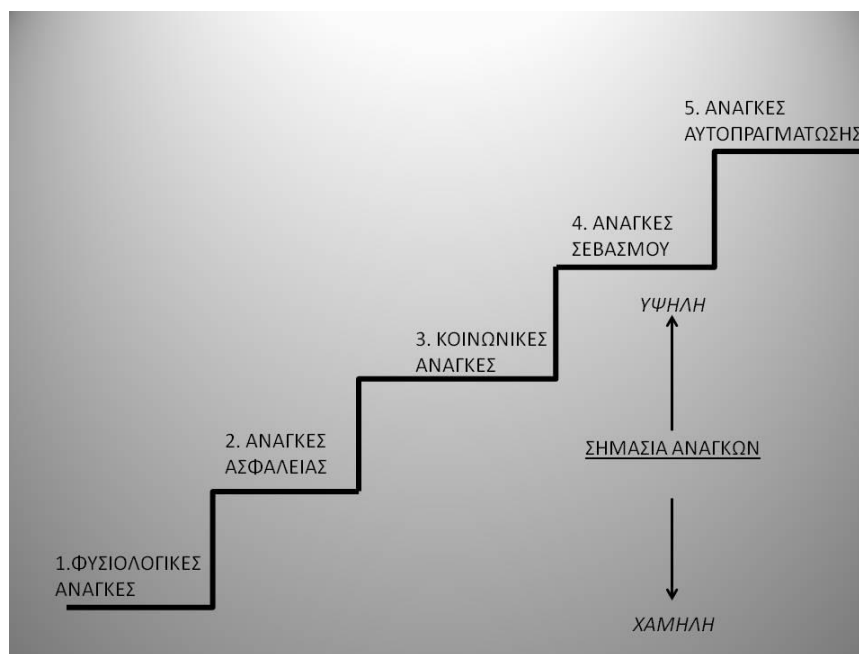 5. ΑΝΑΓΚΕΣ
ΑΥΤΟΠΡΑΓΜΑΤΩΣΗΣ
4. ΑΝΑΓΚΕΣ
ΣΕΒΑΣΜΟΥ
ΥΨΗΛΗ
3. ΚΟΙΝΩΝΙΚΕΣ
ΑΝΑΓΚΕΣ
2. ΑΝΑΓΚΕΣ
ΑΣΦΑΛΕΙΑΣ
ΣΗΜΑΣΙΑ ΑΝΑΓΚΩΝ
1.ΦΥΣΙΟΛΟΓΙΚΕΣ
ΑΝΑΓΚΕΣ
ΧΑΜΗΛΗ